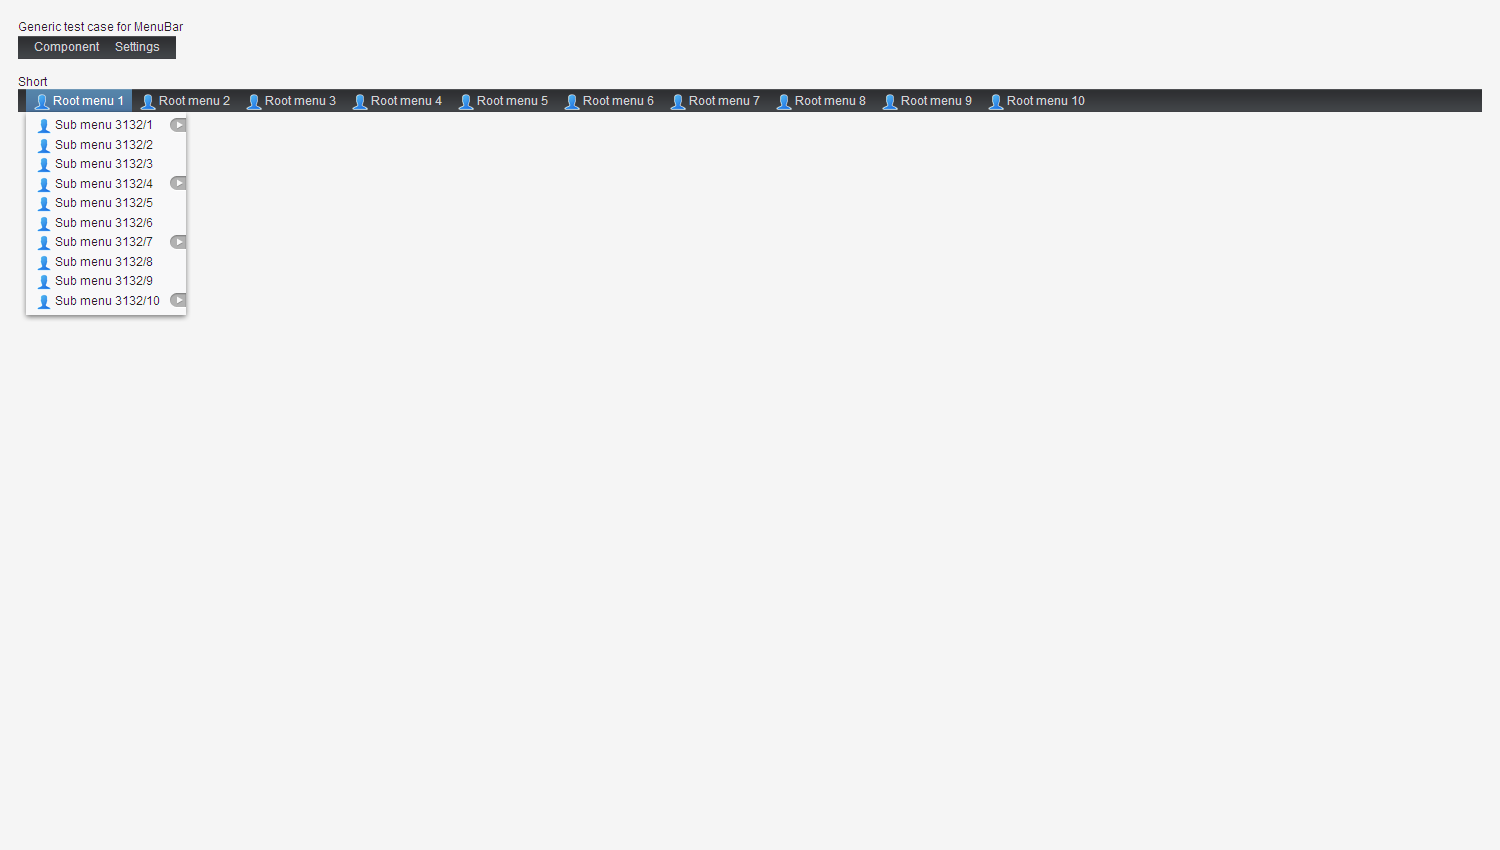 Generic test case for MenuBar
Component Settings
Short
Root menu 1 Root menu 2 Root menu 3 Root menu 4 Root menu 5 Root menu 6 Root menu 7 Root menu 8 Root menu 9 Root menu 10
Sub menu 3132/1
Sub menu 3132/2
Sub menu 3132/3
Sub menu 3132/4
Sub menu 3132/5
Sub menu 3132/6
Sub menu 3132/7
Sub menu 3132/8
Sub menu 3132/9
Sub menu 3132/10